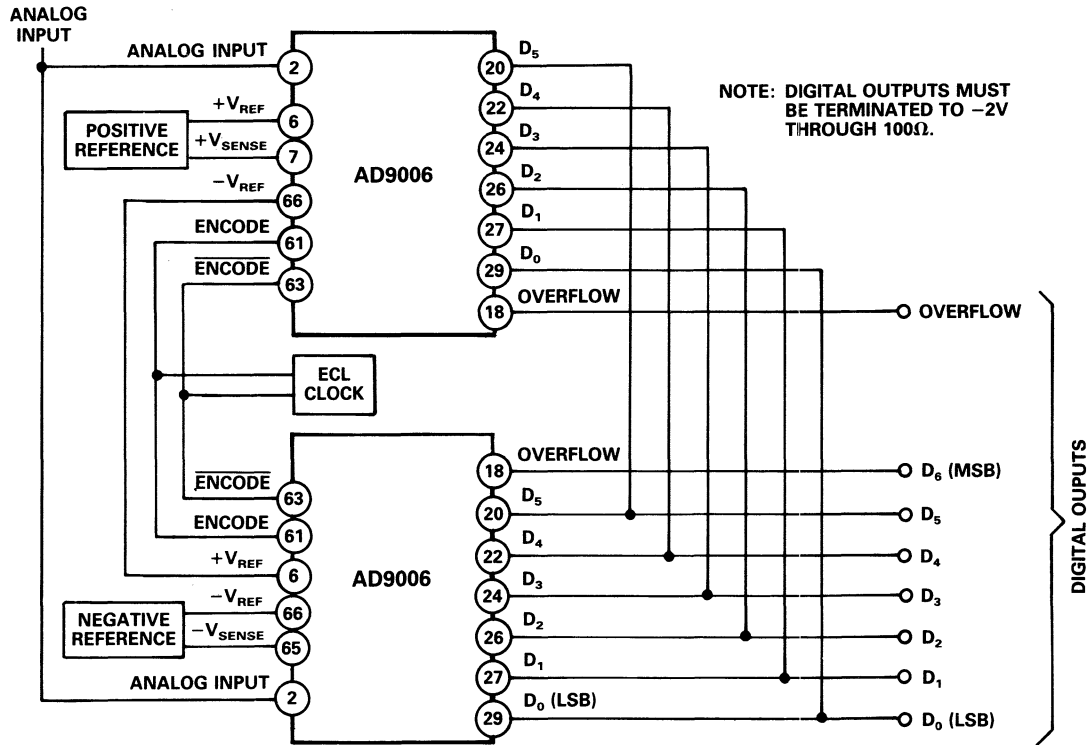 ANALOG
INPUT
ANALOG INPUT
2
+V_REF
6
POSITIVE
REFERENCE
+V_SENSE
7
−V_REF
66
ENCODE
61
ENCODE
63
AD9006
D5
20
D4
22
D3
24
D2
26
D1
27
D0
29
OVERFLOW
18
NOTE: DIGITAL OUTPUTS MUST
BE TERMINATED TO −2V
THROUGH 100Ω.
OVERFLOW
ECL
CLOCK
ENCODE
63
ENCODE
61
+V_REF
6
−V_REF
66
NEGATIVE
REFERENCE
−V_SENSE
65
ANALOG INPUT
2
AD9006
OVERFLOW
18
D5
20
D4
22
D3
24
D2
26
D1
27
D0 (LSB)
29
D6 (MSB)
D5
D4
D3
D2
D1
D0 (LSB)
DIGITAL OUPUTS